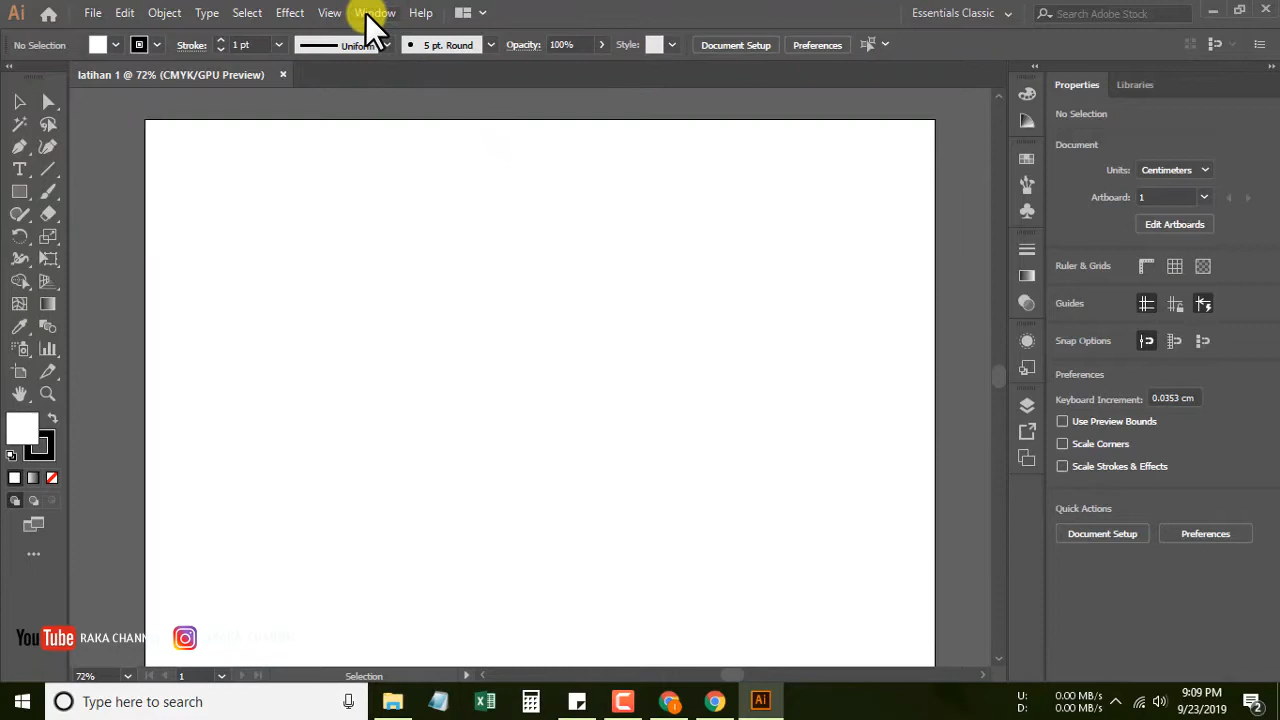 Ai File Edit Object Type Select Effect View Window Help Essentials Classic Search Adobe Stock
No Selection Stroke: 1 pt Uniform 5 pt. Round Opacity: 100% Style: Document Setup Preferences
latihan 1 @ 72% (CMYK/GPU Preview)
Properties Libraries
No Selection
Document
Units: Centimeters
Artboard: 1
Edit Artboards
Ruler & Grids
Guides
Snap Options
Preferences
Keyboard Increment: 0.0353 cm
Use Preview Bounds
Scale Corners
Scale Strokes & Effects
Quick Actions
Document Setup Preferences
YouTube RAKA CHANN
72% 1 Selection
Type here to search
Ai
U: 0.00 MB/s
D: 0.00 MB/s
9:09 PM
9/23/2019
2